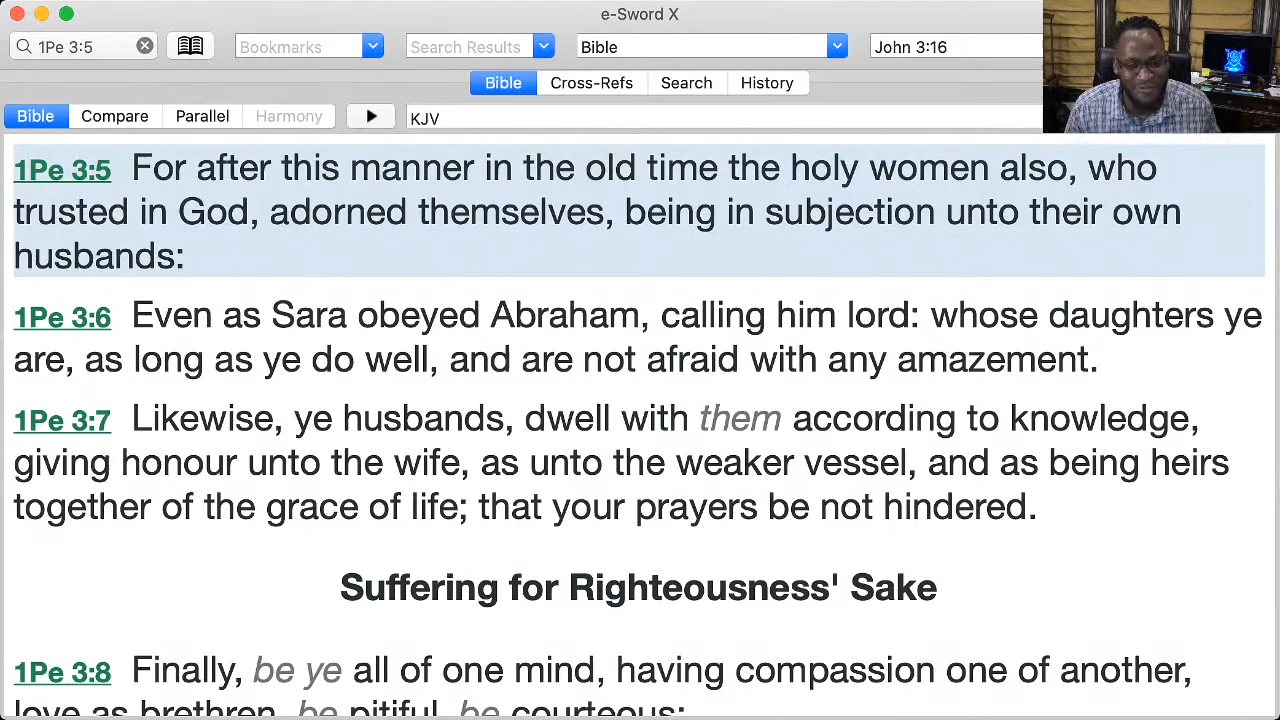 e-Sword X
1Pe 3:5
Bookmarks
Search Results
Bible
John 3:16
Bible Cross-Refs Search History
Bible Compare Parallel Harmony
KJV
1Pe 3:5 For after this manner in the old time the holy women also, who
trusted in God, adorned themselves, being in subjection unto their own
husbands:
1Pe 3:6 Even as Sara obeyed Abraham, calling him lord: whose daughters ye
are, as long as ye do well, and are not afraid with any amazement.
1Pe 3:7 Likewise, ye husbands, dwell with them according to knowledge,
giving honour unto the wife, as unto the weaker vessel, and as being heirs
together of the grace of life; that your prayers be not hindered.
Suffering for Righteousness' Sake
1Pe 3:8 Finally, be ye all of one mind, having compassion one of another,
love as brethren, be pitiful, be courteous: